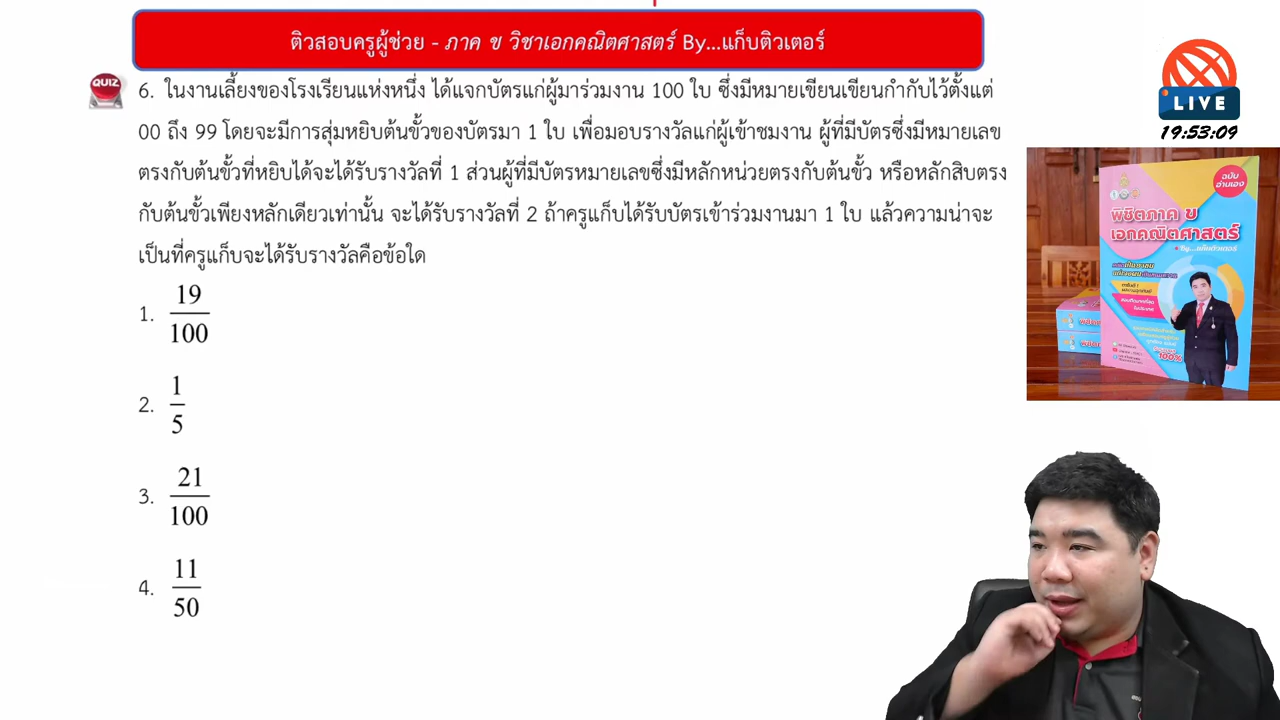 ติวสอบครูผู้ช่วย - ภาค ข วิชาเอกคณิตศาสตร์ By...แก็บติวเตอร์
QUIZ
6. ในงานเลี้ยงของโรงเรียนแห่งหนึ่ง ได้แจกบัตรแก่ผู้มาร่วมงาน 100 ใบ ซึ่งมีหมายเขียนเขียนกำกับไว้ตั้งแต่
00 ถึง 99 โดยจะมีการสุ่มหยิบต้นขั้วของบัตรมา 1 ใบ เพื่อมอบรางวัลแก่ผู้เข้าชมงาน ผู้ที่มีบัตรซึ่งมีหมายเลข
ตรงกับต้นขั้วที่หยิบได้จะได้รับรางวัลที่ 1 ส่วนผู้ที่มีบัตรหมายเลขซึ่งมีหลักหน่วยตรงกับต้นขั้ว หรือหลักสิบตรง
กับต้นขั้วเพียงหลักเดียวเท่านั้น จะได้รบรางวัลที่ 2 ถ้าครูแก็บได้รับบัตรเข้าร่วมงานมา 1 ใบ แล้วความน่าจะ
เป็นที่ครูแก็บจะได้รับรางวัลคือข้อใด
1. 19/100
2. 1/5
3. 21/100
4. 11/50
LIVE
19:53:09
ฉบับ
อ่านเอง
พิชิตภาค ข
เอกคณิตศาสตร์
By...แก็บติวเตอร์
100%